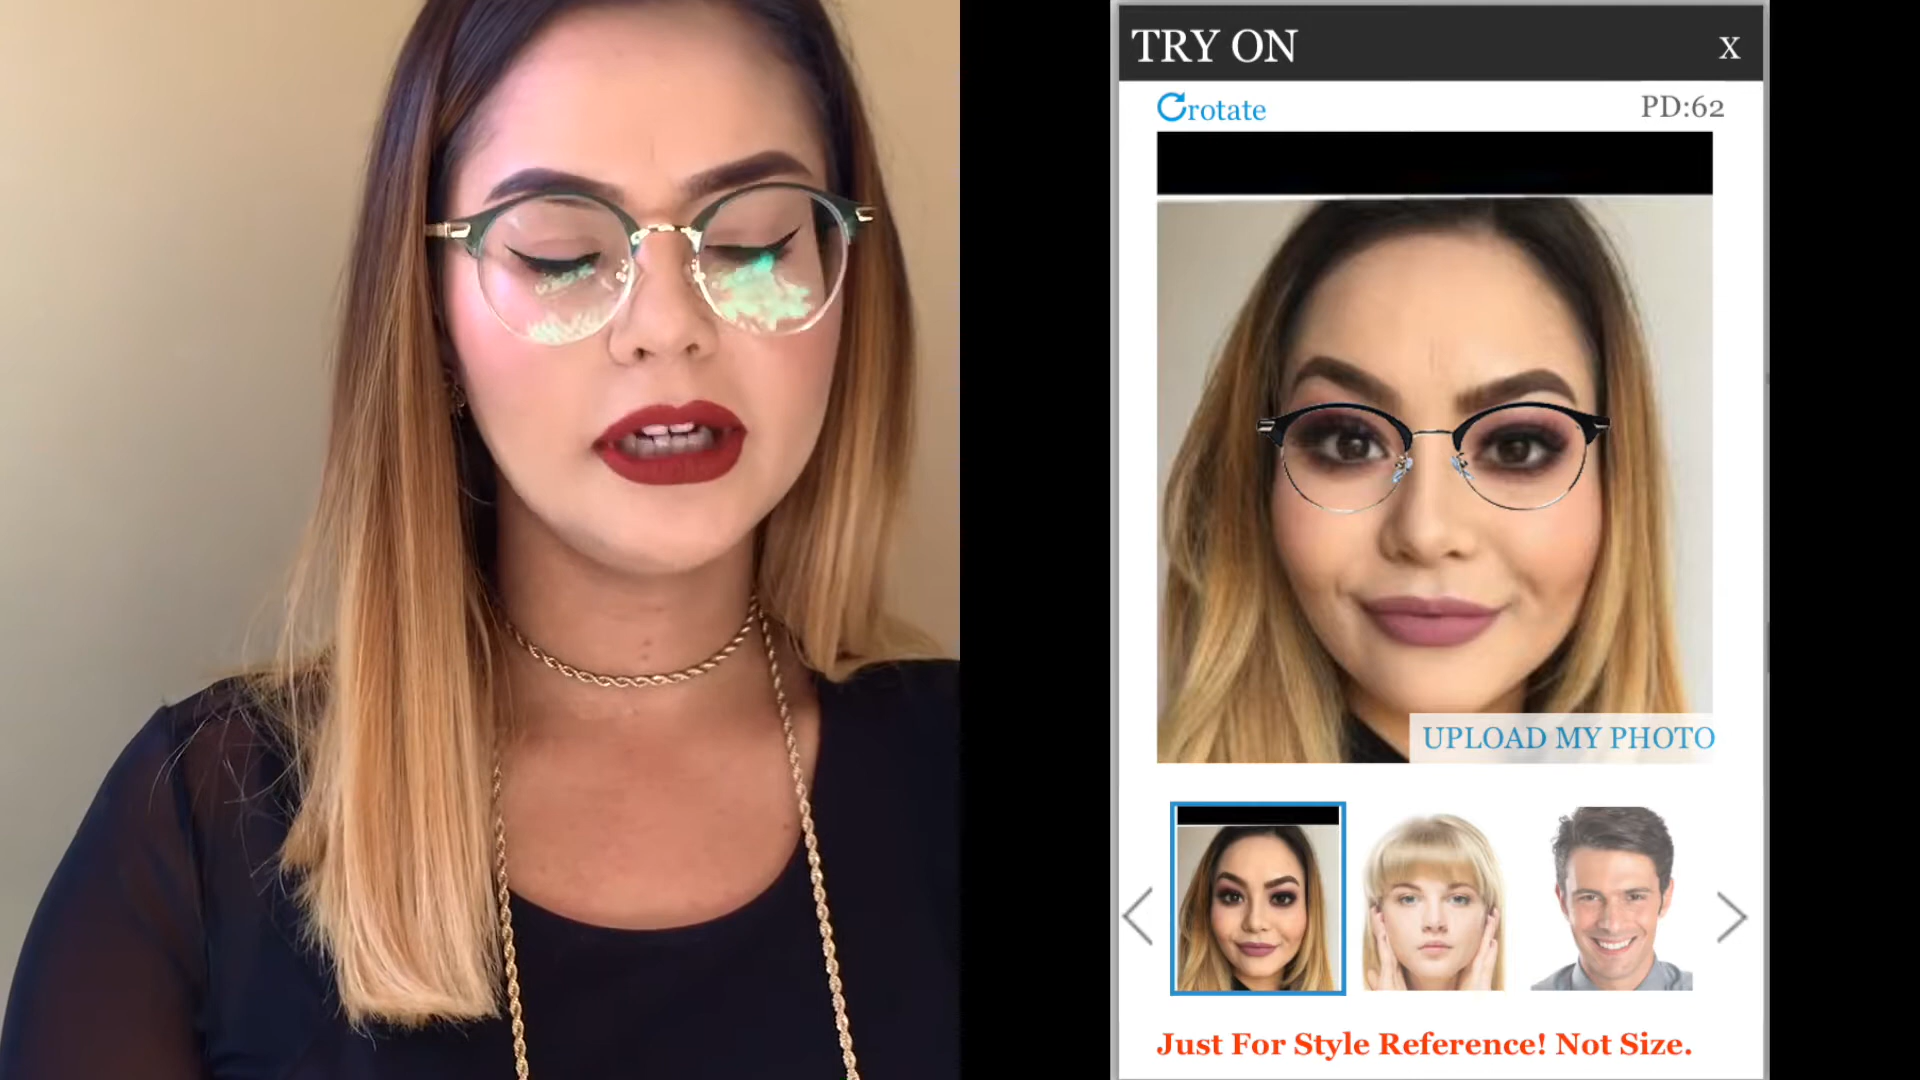 TRY ON
X
rotate
PD:62
UPLOAD MY PHOTO
Just For Style Reference! Not Size.